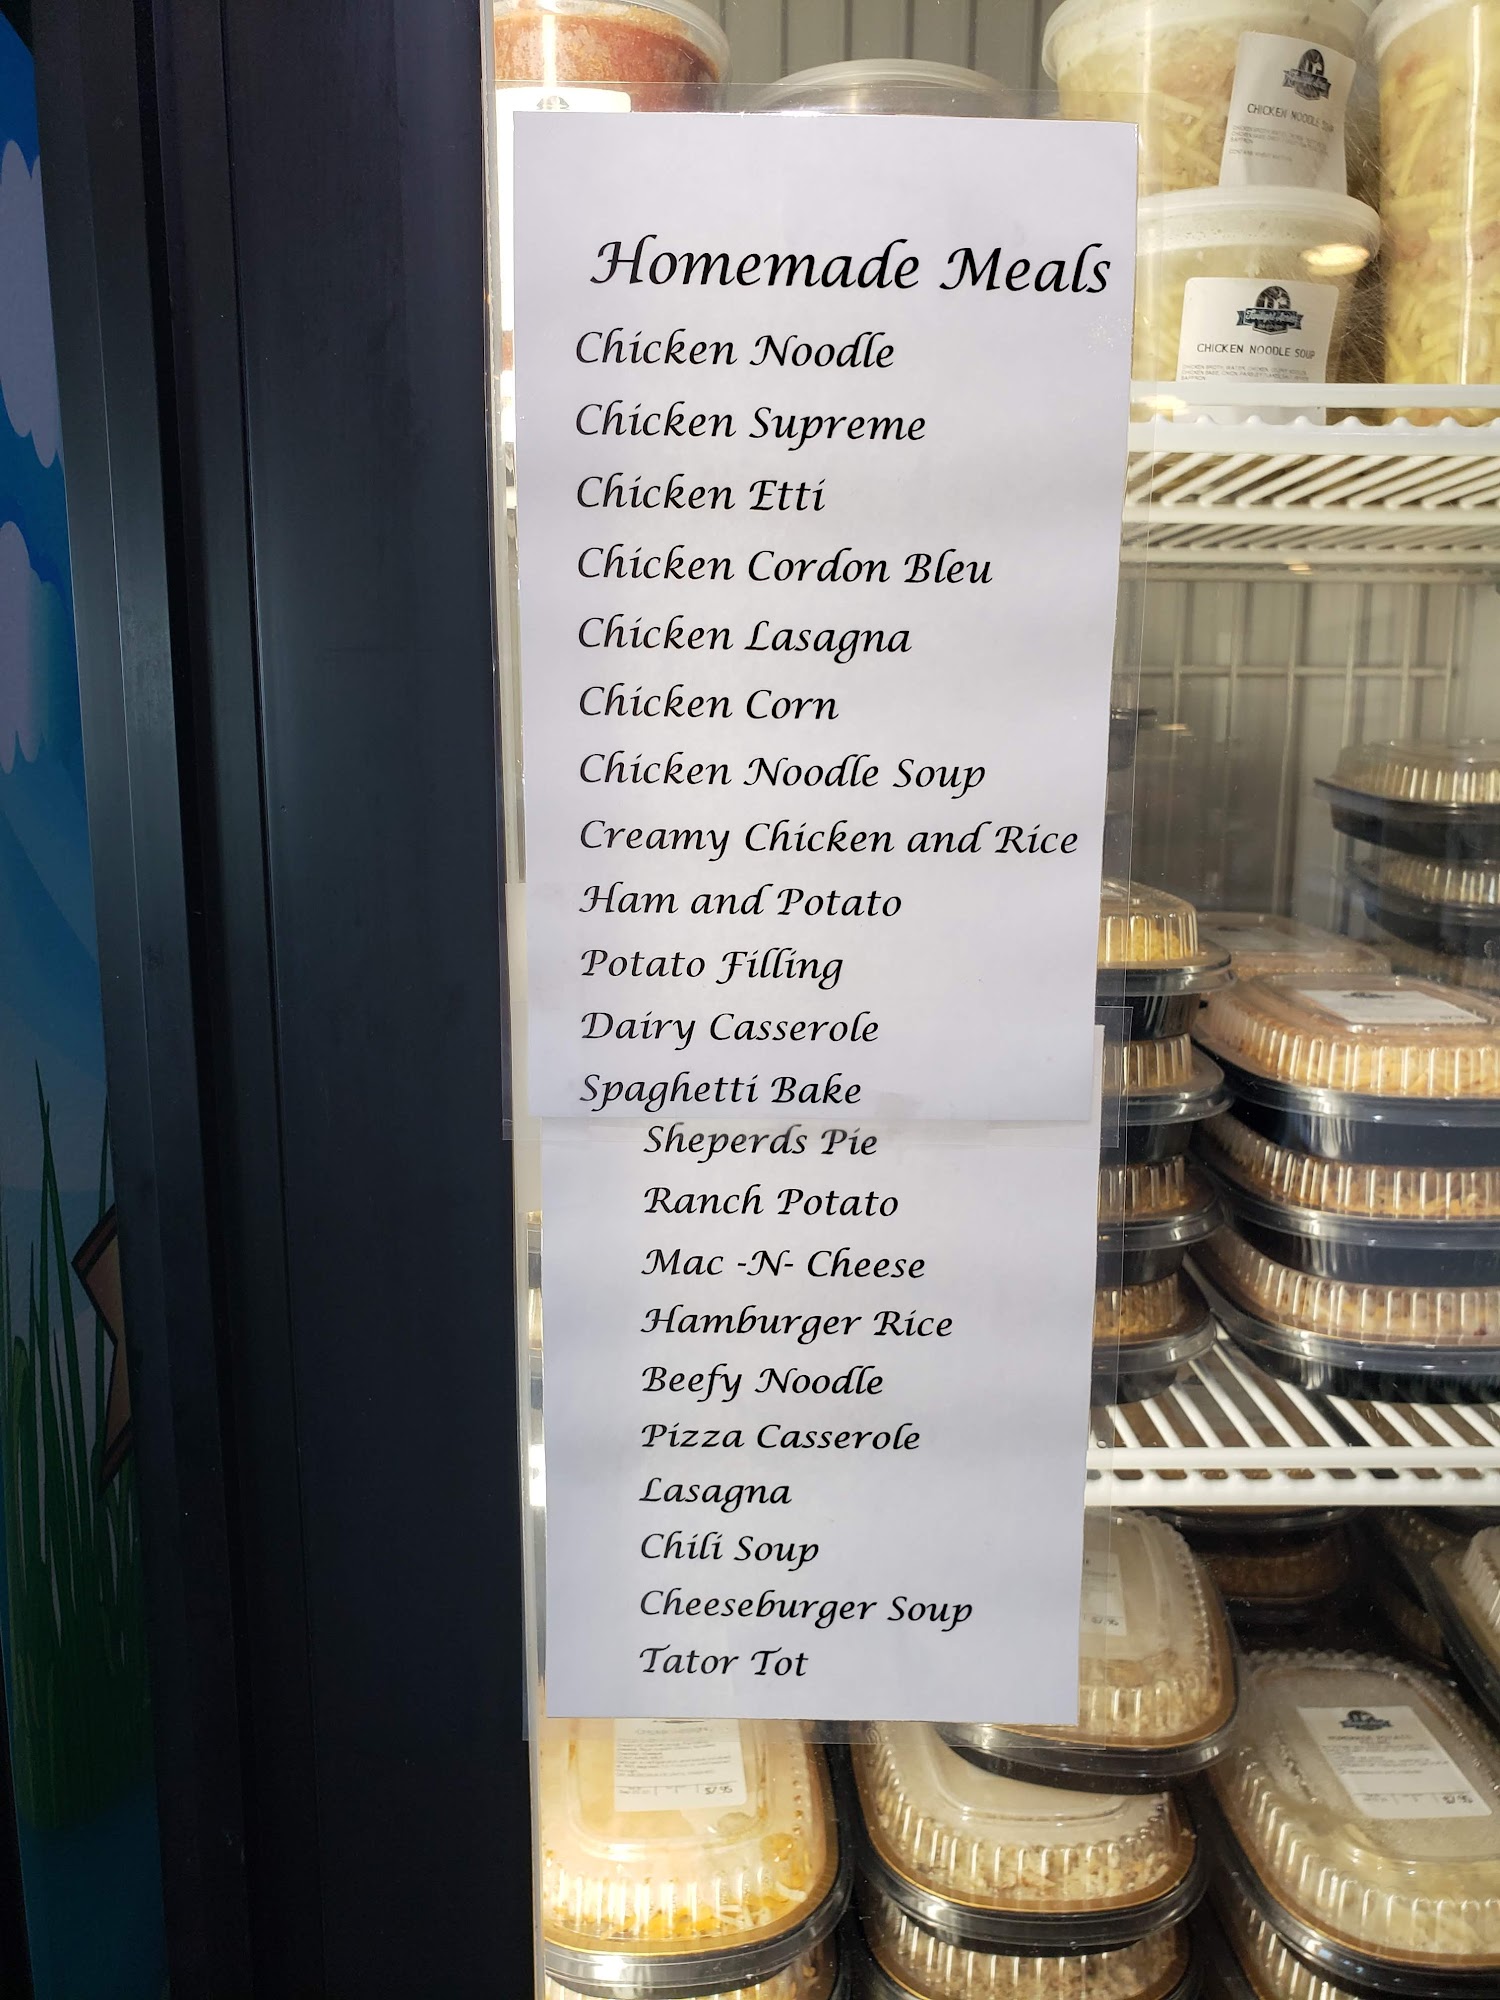 Homemade Meals
Chicken Noodle
Chicken Supreme
Chicken Etti
Chicken Cordon Bleu
Chicken Lasagna
Chicken Corn
Chicken Noodle Soup
Creamy Chicken and Rice
Ham and Potato
Potato Filling
Dairy Casserole
Spaghetti Bake
Sheperds Pie
Ranch Potato
Mac -N- Cheese
Hamburger Rice
Beefy Noodle
Pizza Casserole
Lasagna
Chili Soup
Cheeseburger Soup
Tator Tot
CHICKEN NOODLE
CHICKEN NOODLE SOUP